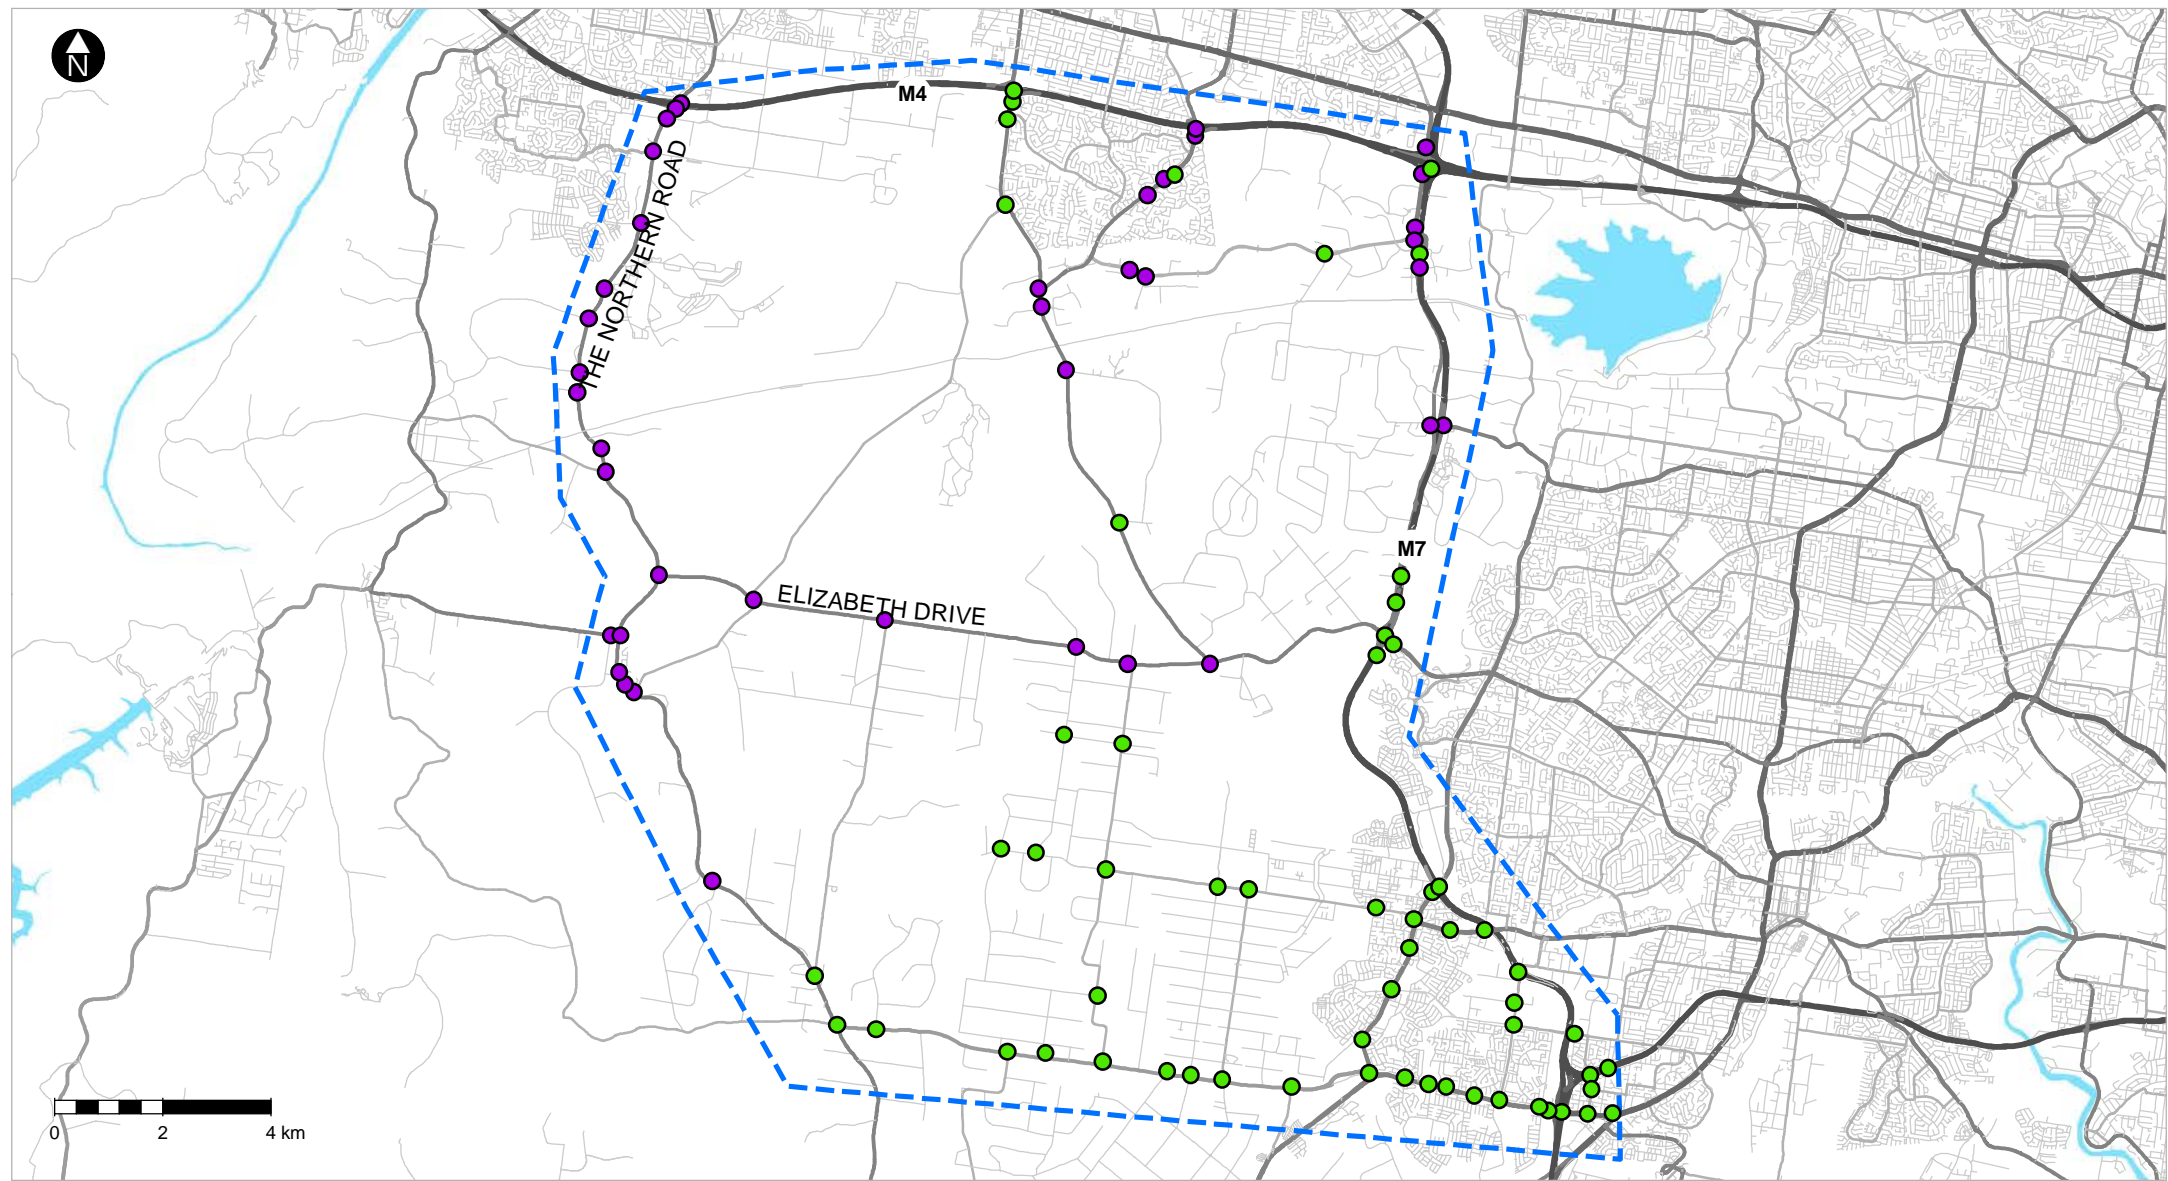 N
M4
THE NORTHERN ROAD
M7
ELIZABETH DRIVE
0 2 4 km